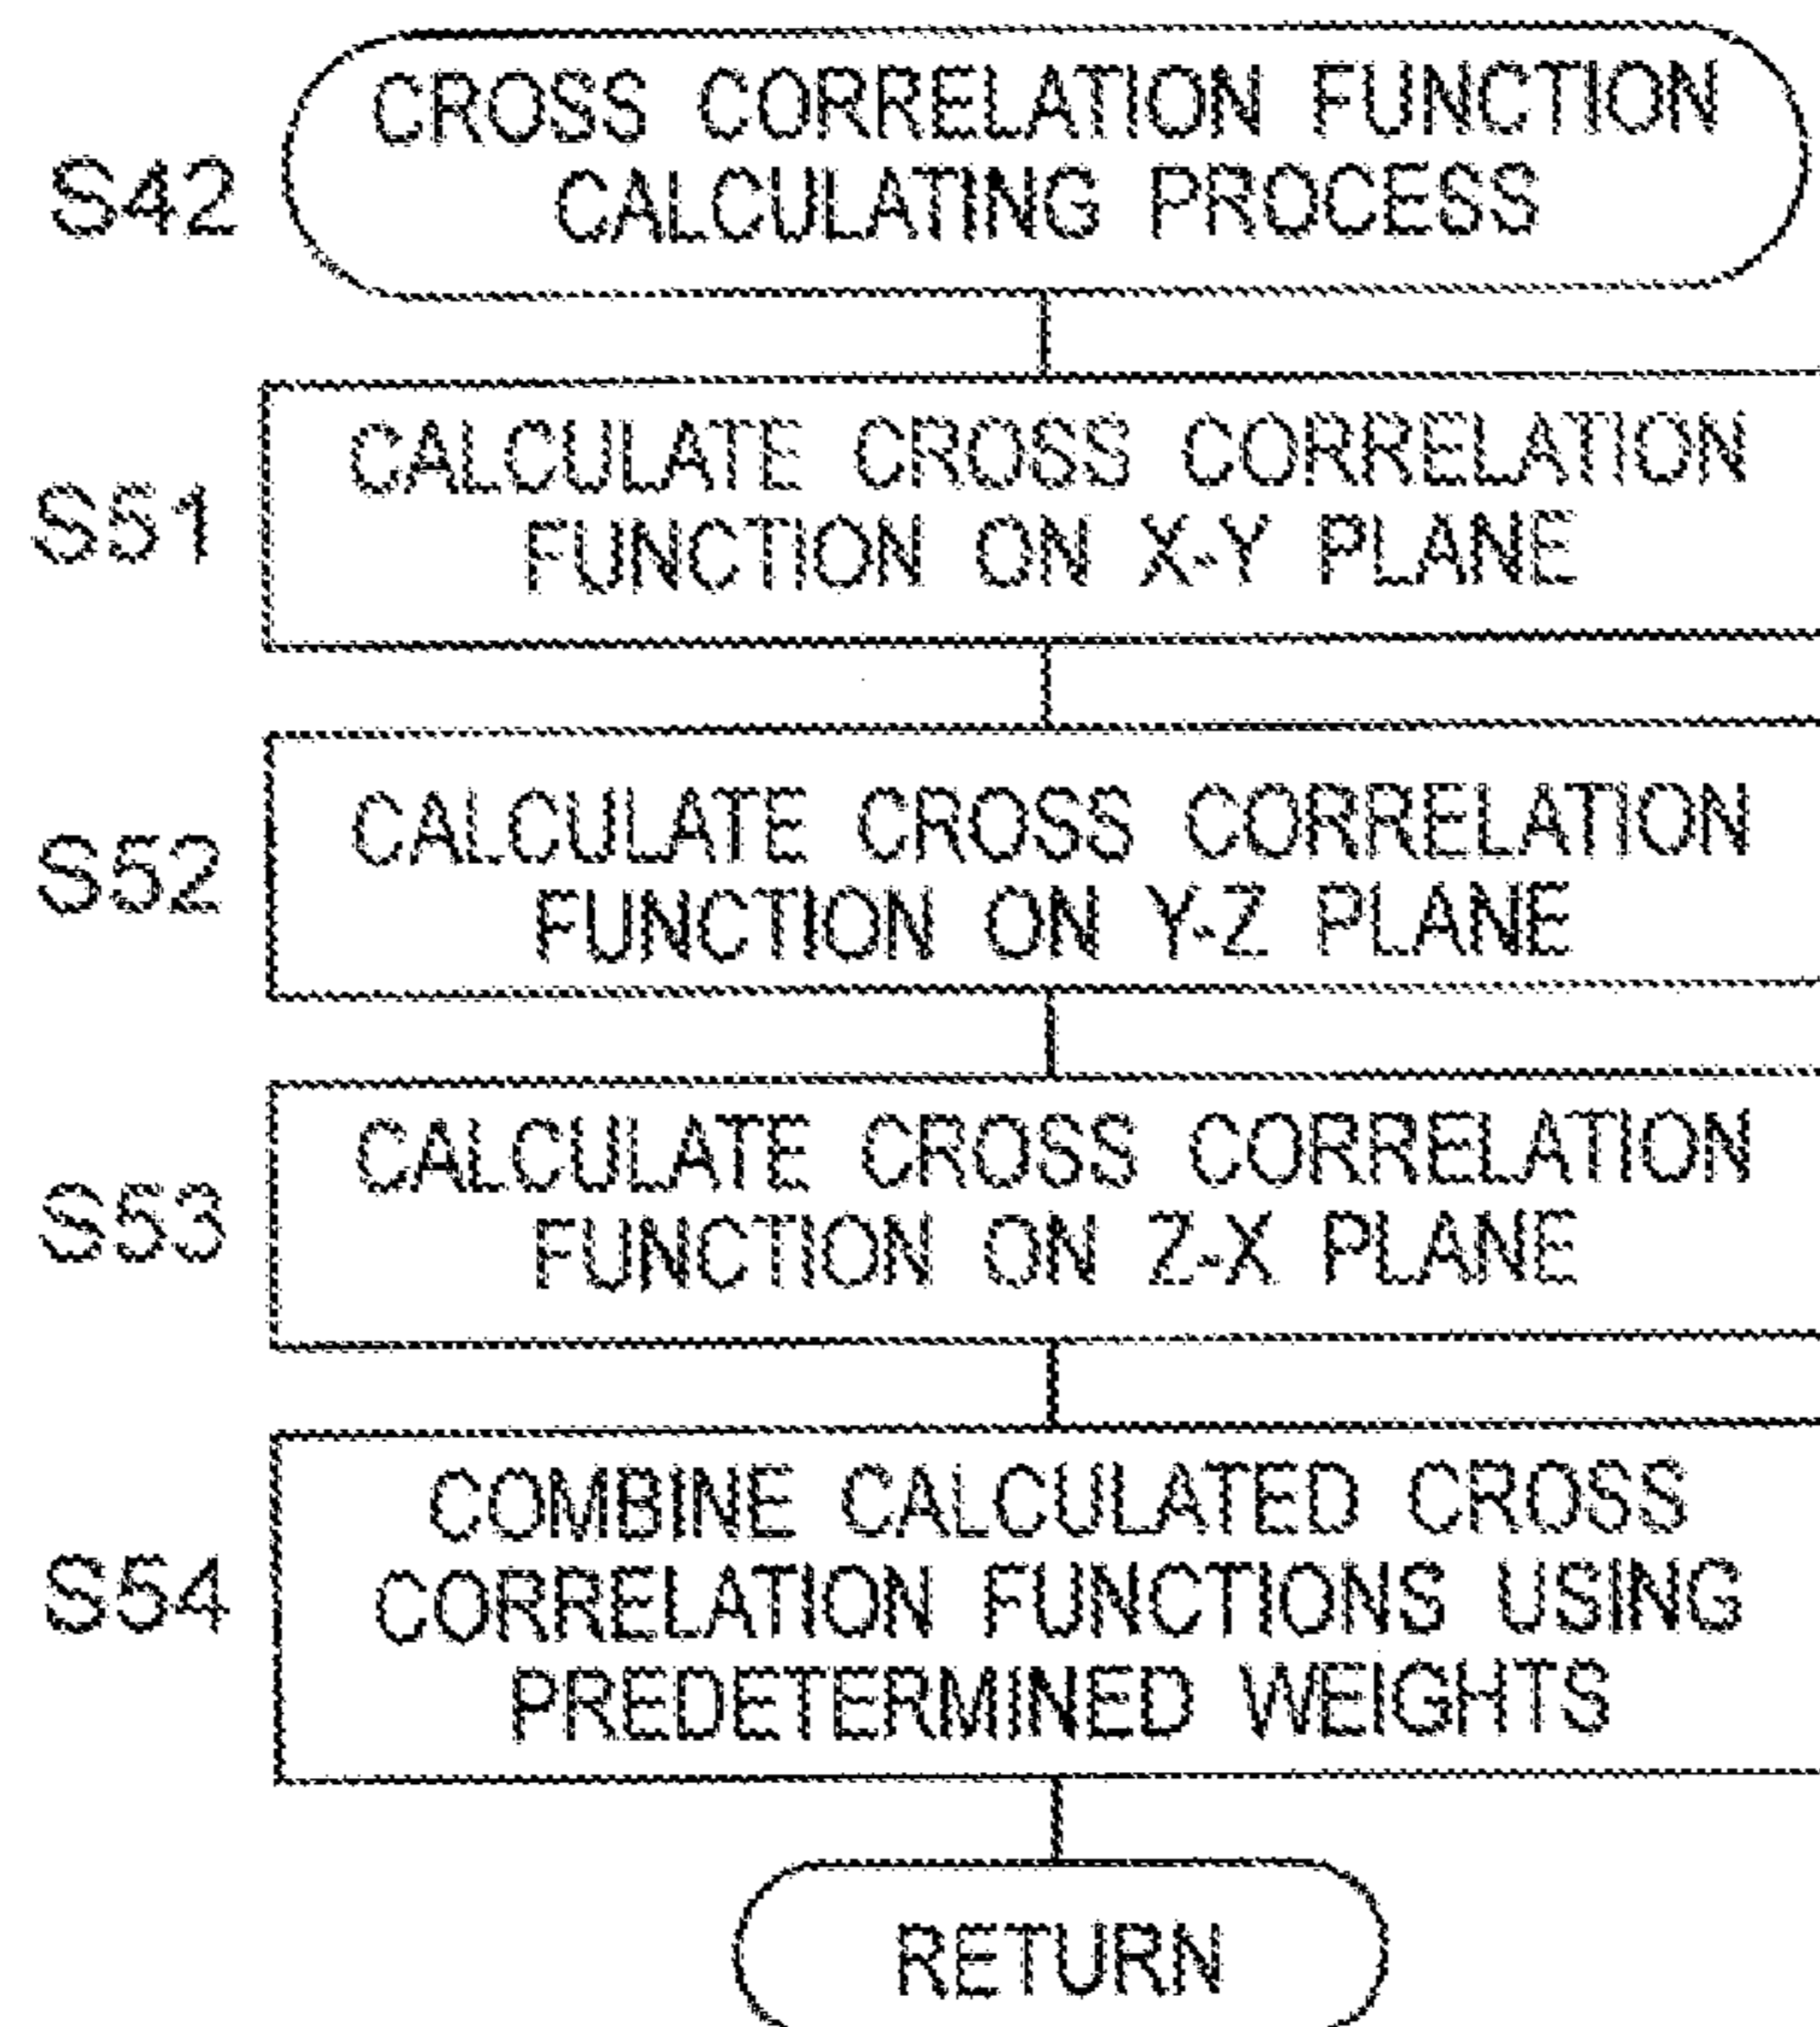 CROSS CORRELATION FUNCTION
S42
CALCULATING PROCESS
CALCULATE CROSS CORRELATION
S51
FUNCTION ON X-Y PLANE
CALCULATE CROSS CORRELATION
S52
FUNCTION ON Y-Z PLANE
CALCULATE CROSS CORRELATION
S53
FUNCTION ON Z-X PLANE
COMBINE CALCULATED CROSS
S54
CORRELATION FUNCTIONS USING
PREDETERMINED WEIGHTS
RETURN